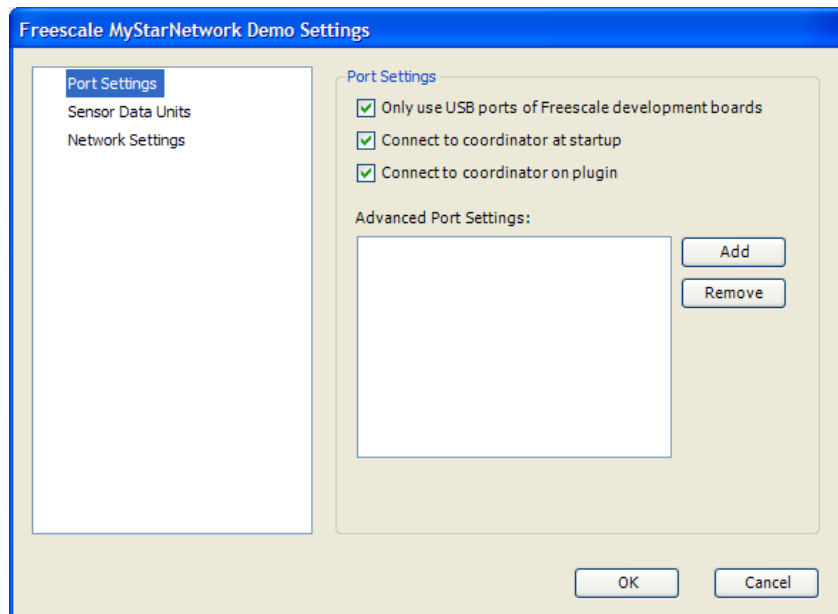 Freescale MyStarNetwork Demo Settings
Port Settings
Sensor Data Units
Network Settings
Port Settings
Only use USB ports of Freescale development boards
Connect to coordinator at startup
Connect to coordinator on plugin
Advanced Port Settings:
Add
Remove
OK
Cancel